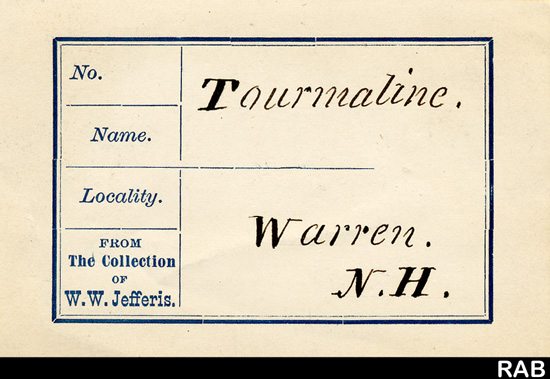 No.
Tourmaline.
Name.
Locality.
Warren.
N.H.
FROM
The Collection
OF
W.W. Jefferis.
RAB